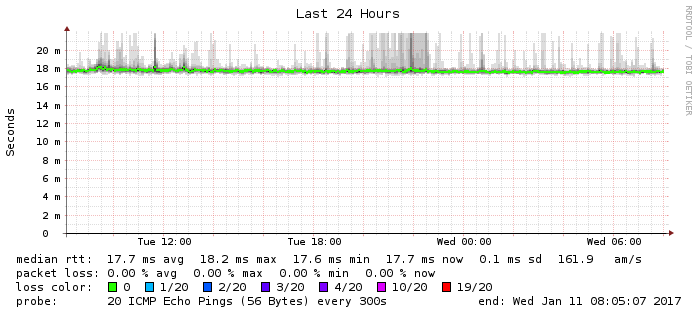 Last 24 Hours
RRDTOOL / TOBI OETIKER
Seconds
20 m
18 m
16 m
14 m
12 m
10 m
8 m
6 m
4 m
2 m
0
Tue 12:00 Tue 18:00 Wed 00:00 Wed 06:00
median rtt: 17.7 ms avg 18.2 ms max 17.6 ms min 17.7 ms now 0.1 ms sd 161.9 am/s
packet loss: 0.00 % avg 0.00 % max 0.00 % min 0.00 % now
loss color: 0 1/20 2/20 3/20 4/20 10/20 19/20
probe: 20 ICMP Echo Pings (56 Bytes) every 300s end: Wed Jan 11 08:05:07 2017